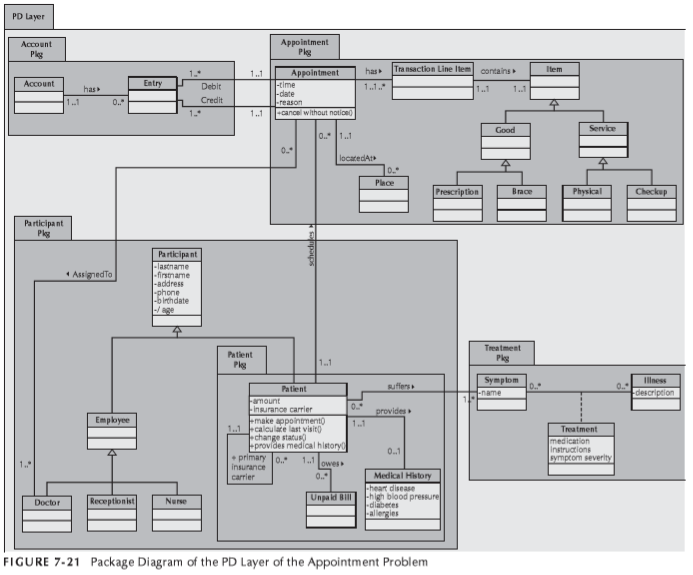 PD Layer
Account
Pkg
Account
has ▸
1..1
0..*
Entry
1..*
Debit
1..1
Credit
1..*
1..1
Appointment
Pkg
Appointment
-time
-date
-reason
+cancel without notice()
has ▸
1..1..*
Transaction Line Item
contains ▸
1..1
1..1
Item
Good
Service
Prescription
Brace
Physical
Checkup
0..*
0..*
1..1
locatedAt▸
0..*
Place
schedules ▸
Participant
Pkg
◂ AssignedTo
Participant
-lastname
-firstname
-address
-phone
-birthdate
-/ age
1..1
Employee
1..*
Doctor
Receptionist
Nurse
Patient
Pkg
Patient
-amount
-insurance carrier
+make appointment()
+calculate last visit()
+change status()
+provides medical history()
suffers ▸
0..*
1..*
provides ▸
1..1
0..1
1..1
+ primary
insurance
carrier
0..*
1..1
owes▸
0..*
Unpaid Bill
Medical History
-heart disease
-high blood pressure
-diabetes
-allergies
Treatment
Pkg
Symptom
-name
0..*
0..*
Illness
-description
Treatment
medication
instructions
symptom severity
FIGURE 7-21 Package Diagram of the PD Layer of the Appointment Problem